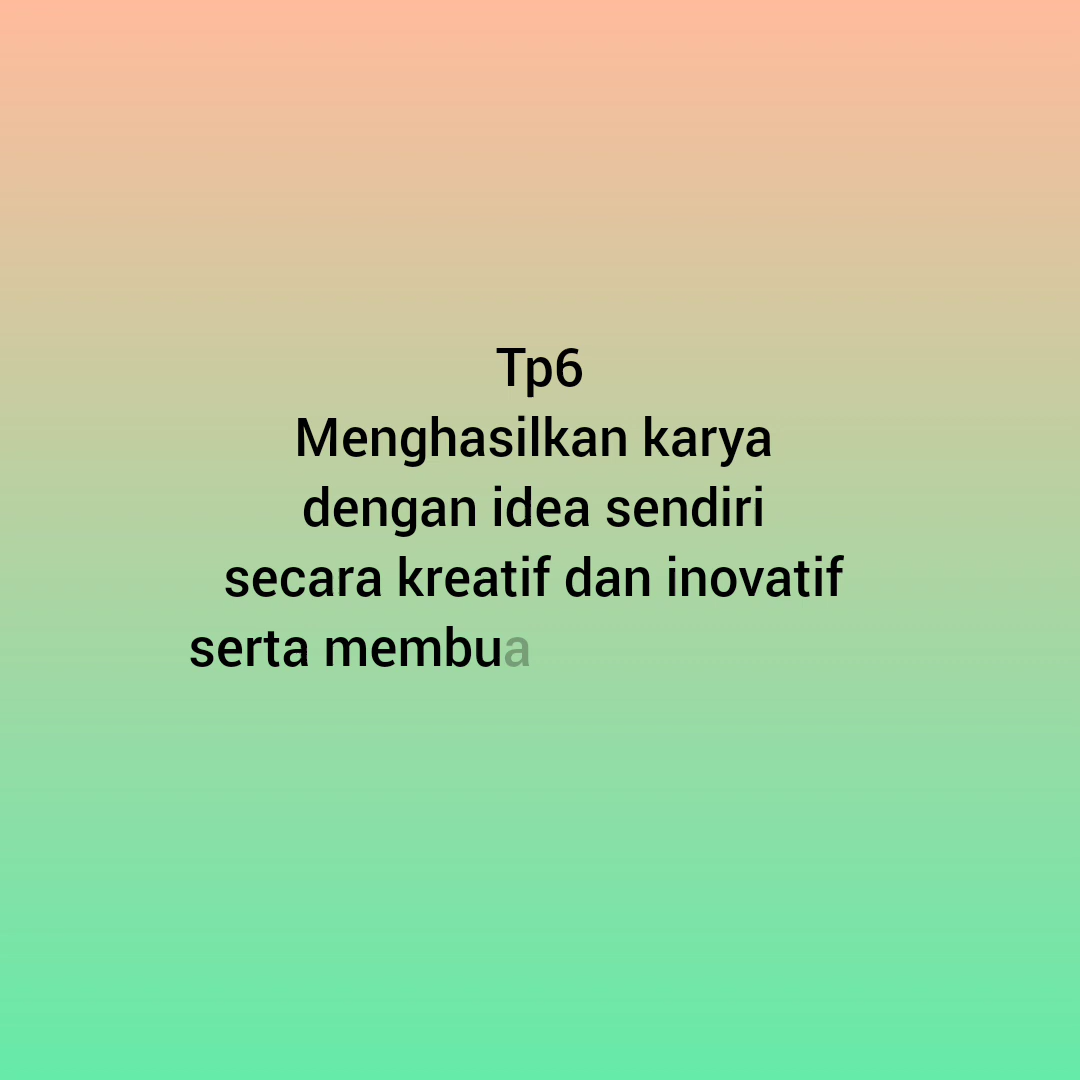 Tp6
Menghasilkan karya
dengan idea sendiri
secara kreatif dan inovatif
serta membua